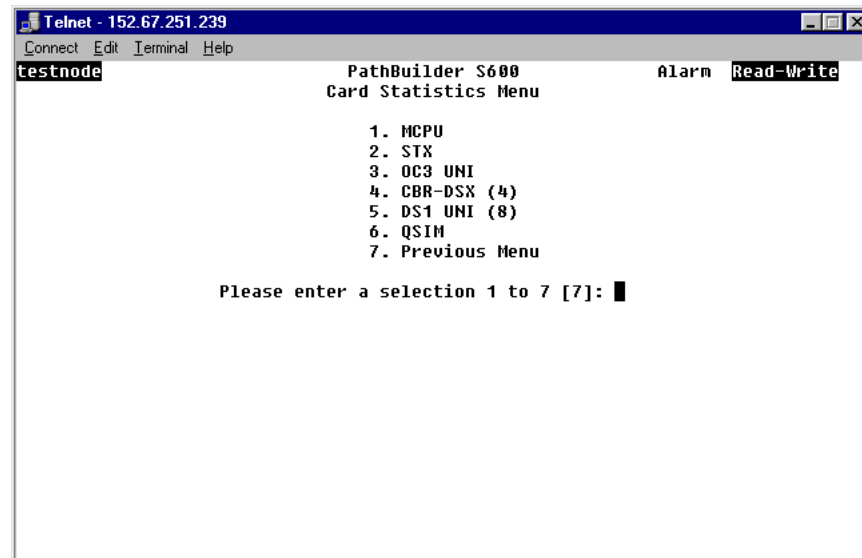 Telnet - 152.67.251.239
Connect Edit Terminal Help
testnode PathBuilder S600 Alarm Read-Write
Card Statistics Menu
1. MCPU
2. STX
3. OC3 UNI
4. CBR-DSX (4)
5. DS1 UNI (8)
6. QSIM
7. Previous Menu
Please enter a selection 1 to 7 [7]: